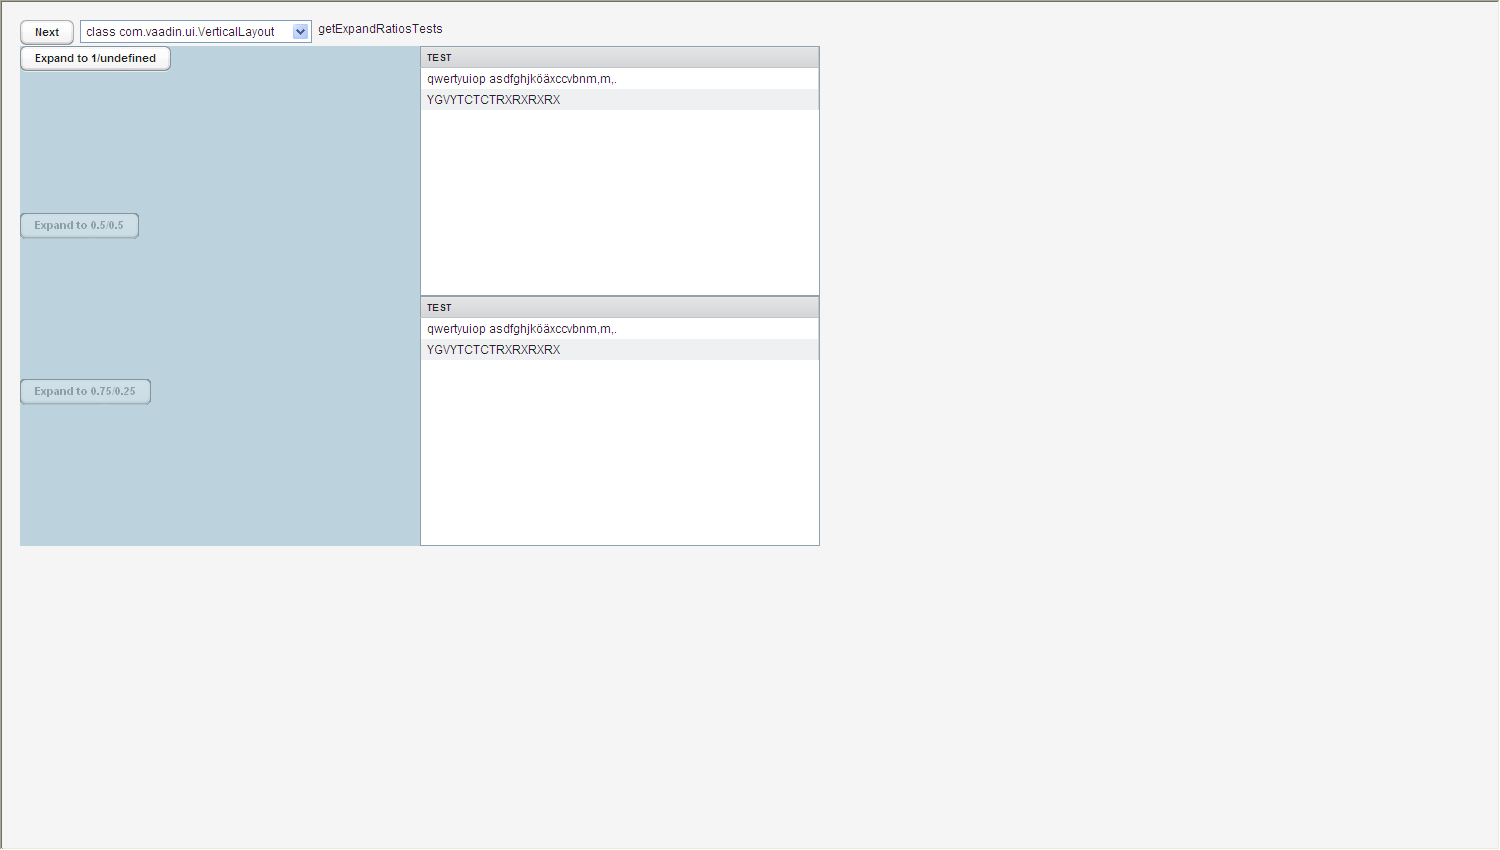 Next class com.vaadin.ui.VerticalLayout getExpandRatiosTests
Expand to 1/undefined
TEST
qwertyuiop asdfghjköäxccvbnm,m,.
YGVYTCTCTRXRXRXRX
Expand to 0.5/0.5
TEST
qwertyuiop asdfghjköäxccvbnm,m,.
YGVYTCTCTRXRXRXRX
Expand to 0.75/0.25